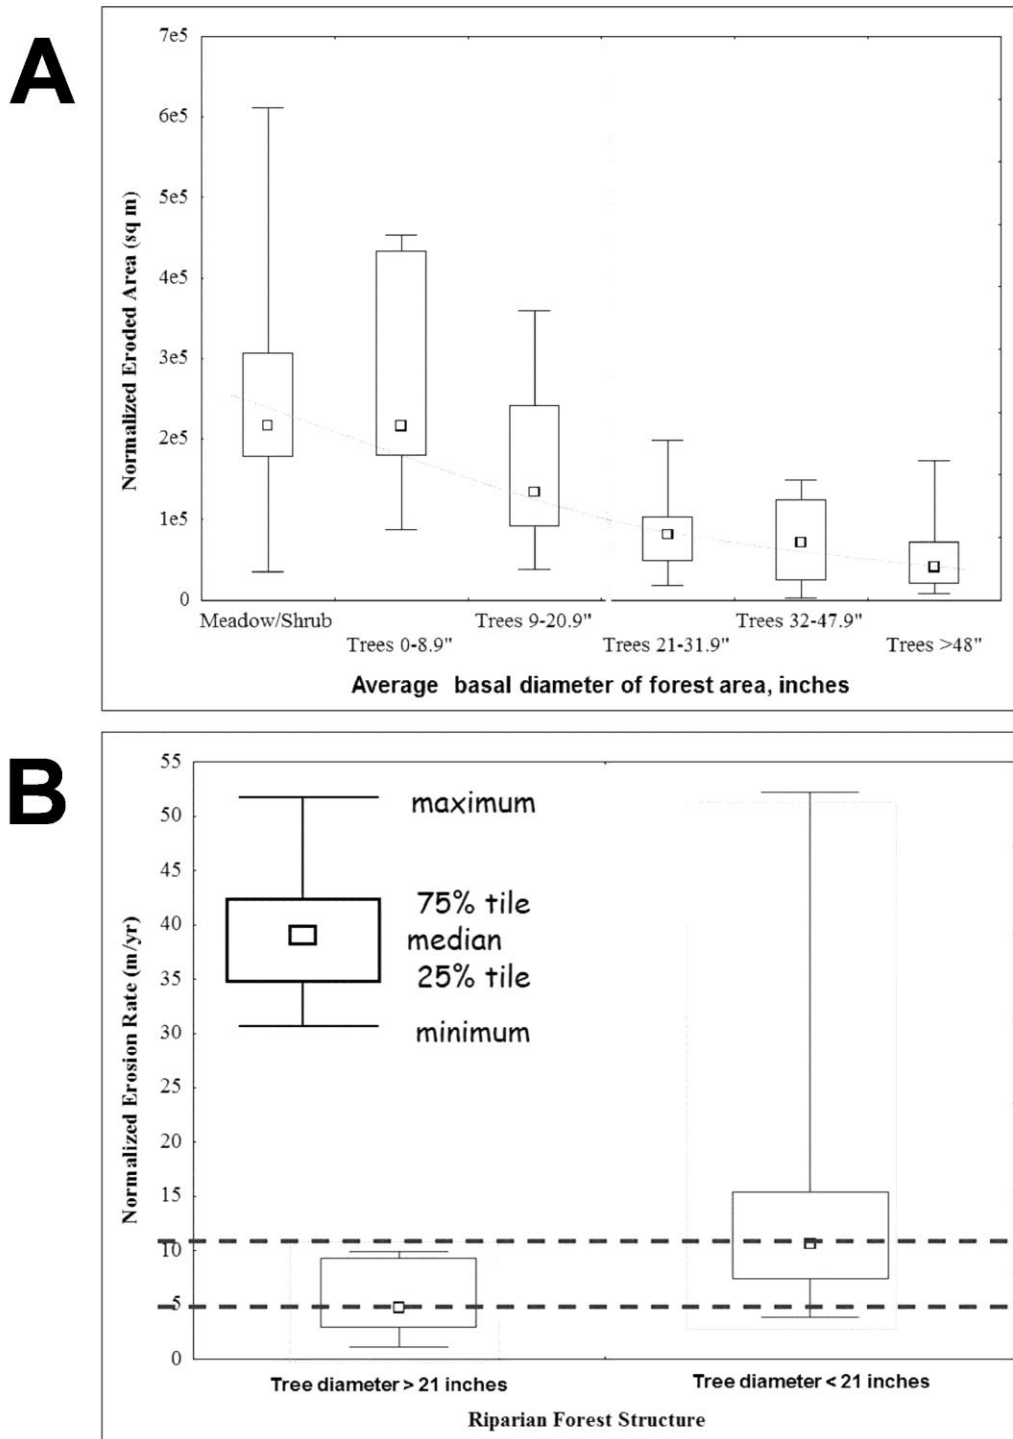 A
7e5
6e5
5e5
4e5
3e5
2e5
1e5
0
Normalized Eroded Area (sq m)
Meadow/Shrub
Trees 0-8.9"
Trees 9-20.9"
Trees 21-31.9"
Trees 32-47.9"
Trees >48"
Average basal diameter of forest area, inches
B
55
50
45
40
35
30
25
20
15
10
5
0
Normalized Erosion Rate (m/yr)
maximum
75% tile
median
25% tile
minimum
Tree diameter > 21 inches
Tree diameter < 21 inches
Riparian Forest Structure